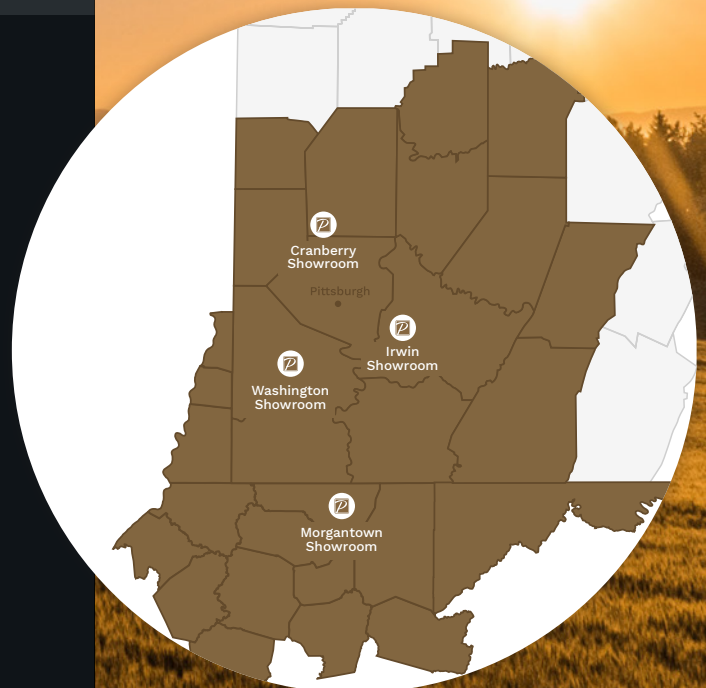 P
Cranberry
Showroom
Pittsburgh
P
Irwin
Showroom
P
Washington
Showroom
P
Morgantown
Showroom